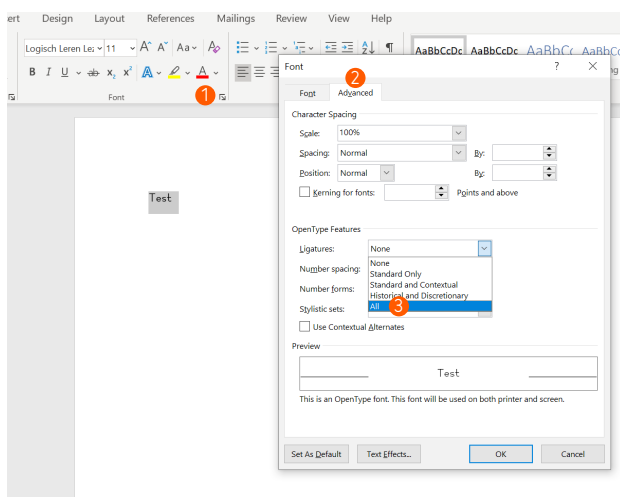 ert Design Layout References Mailings Review View Help
Logisch Leren Le 11 A A Aa A ¶ AaBbCcDc AaBbCcDc AaBbC AaBbCc
B I U ab x₂ x² A A
Font
1
ng
Font ? ×
2
Font Advanced
Character Spacing
Scale: 100%
Spacing: Normal By:
Position: Normal By:
Kerning for fonts: Points and above
Test
OpenType Features
Ligatures: None
None
Number spacing: Standard Only
Standard and Contextual
Number forms: Historical and Discretionary
Stylistic sets: All 3
Use Contextual Alternates
Preview
Test
This is an OpenType font. This font will be used on both printer and screen.
Set As Default Text Effects... OK Cancel